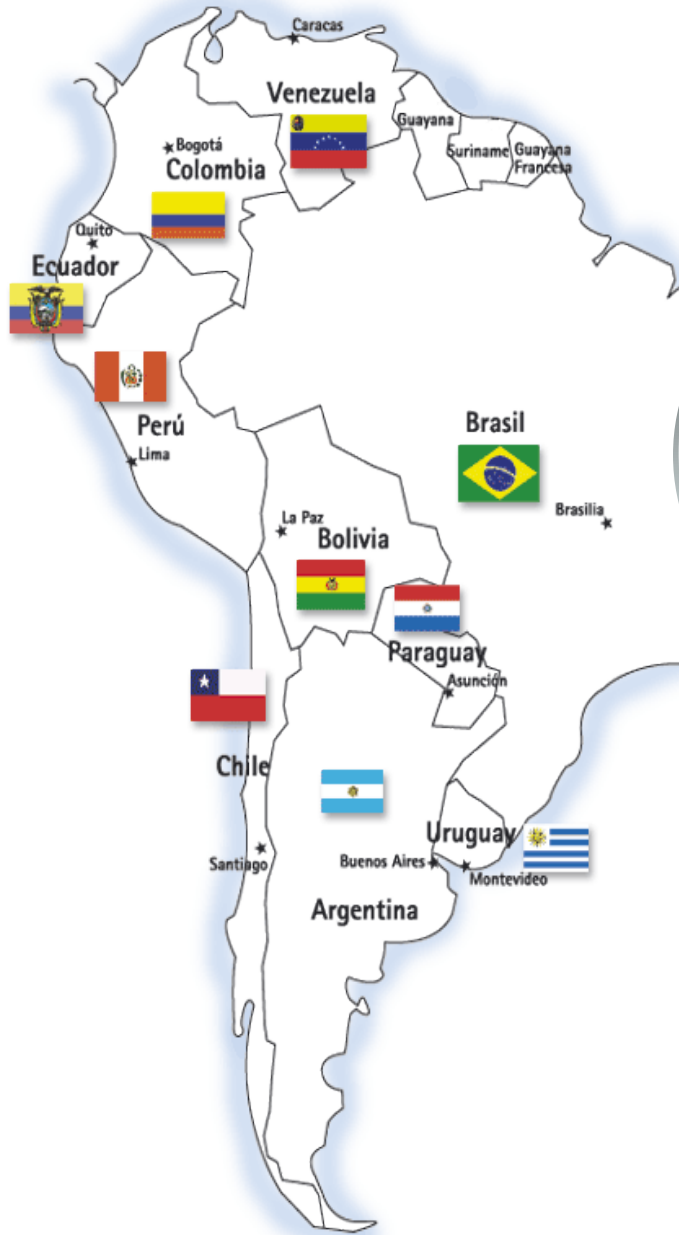 Caracas
Venezuela
Guayana
Suriname
Guayana
Francesa
Bogotá
Colombia
Quito
Ecuador
Perú
Lima
Brasil
Brasilia
La Paz
Bolivia
Paraguay
Asunción
Chile
Santiago
Uruguay
Buenos Aires
Montevideo
Argentina